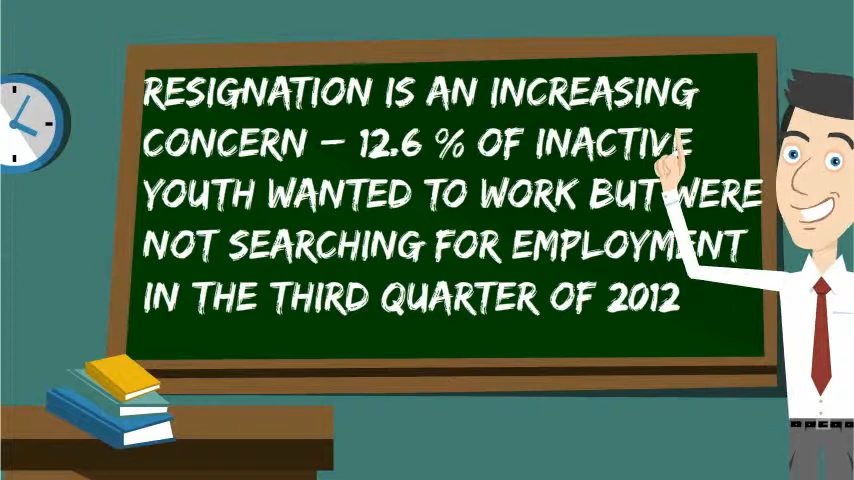 RESIGNATION IS AN INCREASING
CONCERN – 12.6 % OF INACTIVE
YOUTH WANTED TO WORK BUT WERE
NOT SEARCHING FOR EMPLOYMENT
IN THE THIRD QUARTER OF 2012